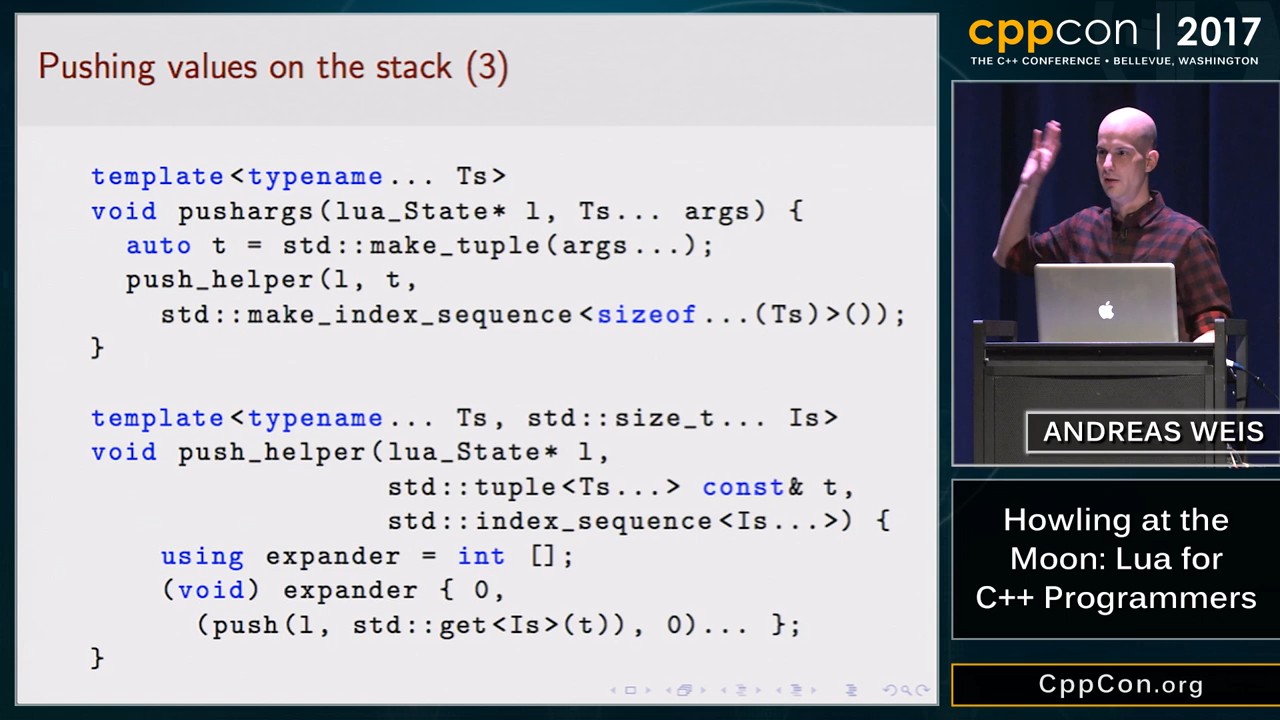 Pushing values on the stack (3)
template<typename... Ts>
void pushargs(lua_State* l, Ts... args) {
auto t = std::make_tuple(args...);
push_helper(l, t,
std::make_index_sequence<sizeof...(Ts)>());
}
template<typename... Ts, std::size_t... Is>
void push_helper(lua_State* l,
std::tuple<Ts...> const& t,
std::index_sequence<Is...>) {
using expander = int [];
(void) expander { 0,
(push(l, std::get<Is>(t)), 0)... };
}
cppcon | 2017
THE C++ CONFERENCE • BELLEVUE, WASHINGTON
ANDREAS WEIS
Howling at the
Moon: Lua for
C++ Programmers
CppCon.org